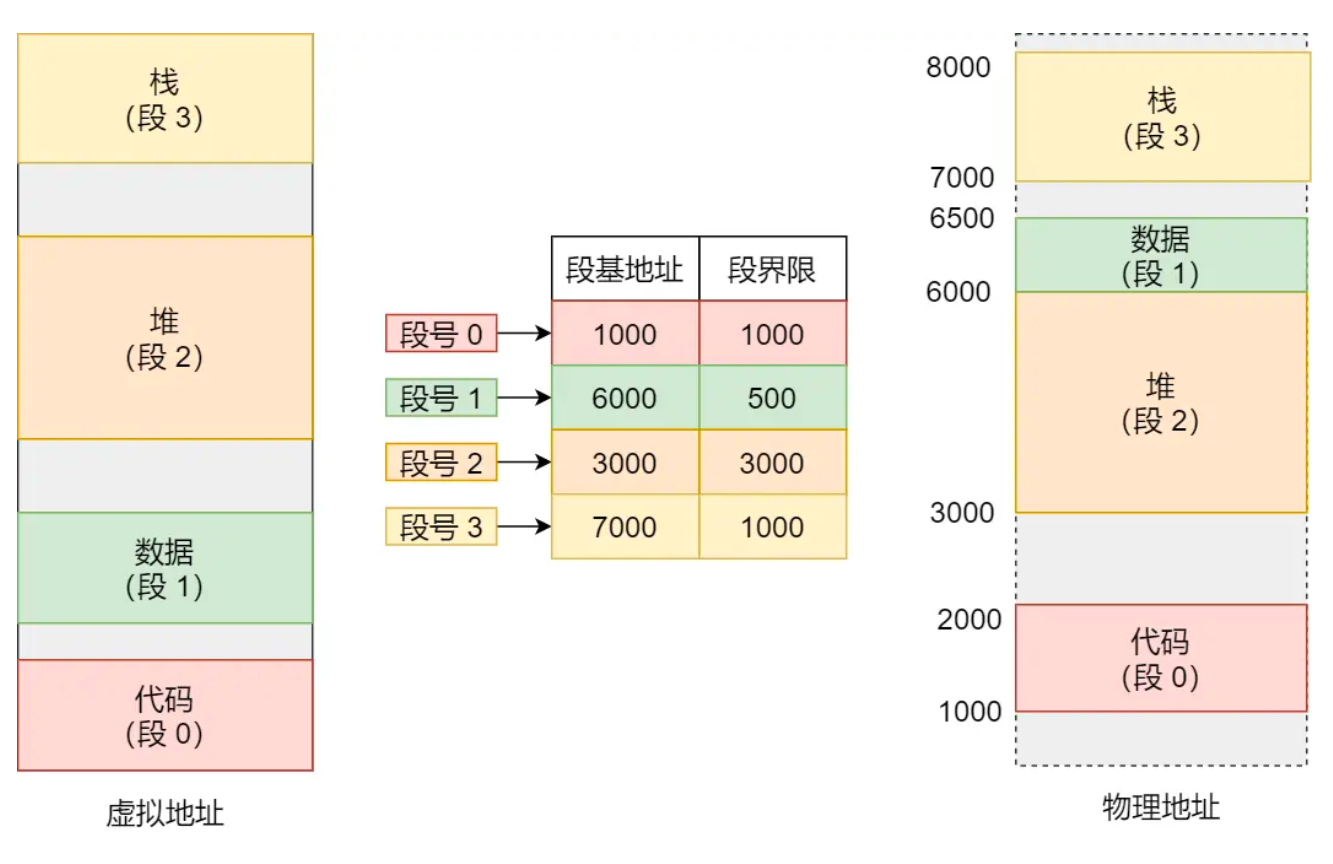 栈
(段 3)
堆
(段 2)
数据
(段 1)
代码
(段 0)
虚拟地址
段基地址 段界限
段号 0 1000 1000
段号 1 6000 500
段号 2 3000 3000
段号 3 7000 1000
8000
栈
(段 3)
7000
6500
数据
(段 1)
6000
堆
(段 2)
3000
2000
代码
(段 0)
1000
物理地址